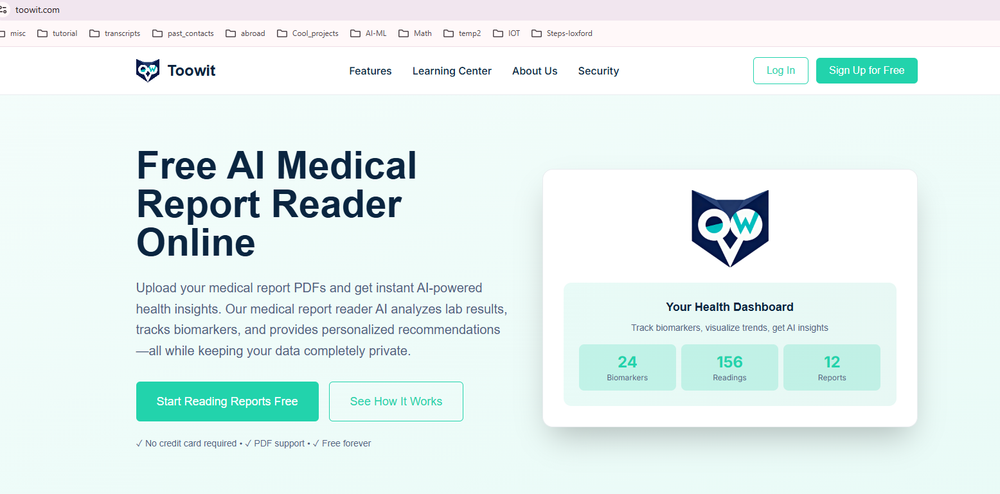 toowit.com
misc tutorial transcripts past_contacts abroad Cool_projects AI-ML Math temp2 IOT Steps-loxford
OW Toowit Features Learning Center About Us Security Log In Sign Up for Free
Free AI Medical
Report Reader
Online
Upload your medical report PDFs and get instant AI-powered
health insights. Our medical report reader AI analyzes lab results,
tracks biomarkers, and provides personalized recommendations
—all while keeping your data completely private.
Start Reading Reports Free See How It Works
✓ No credit card required • ✓ PDF support • ✓ Free forever
OW
Your Health Dashboard
Track biomarkers, visualize trends, get AI insights
24 156 12
Biomarkers Readings Reports